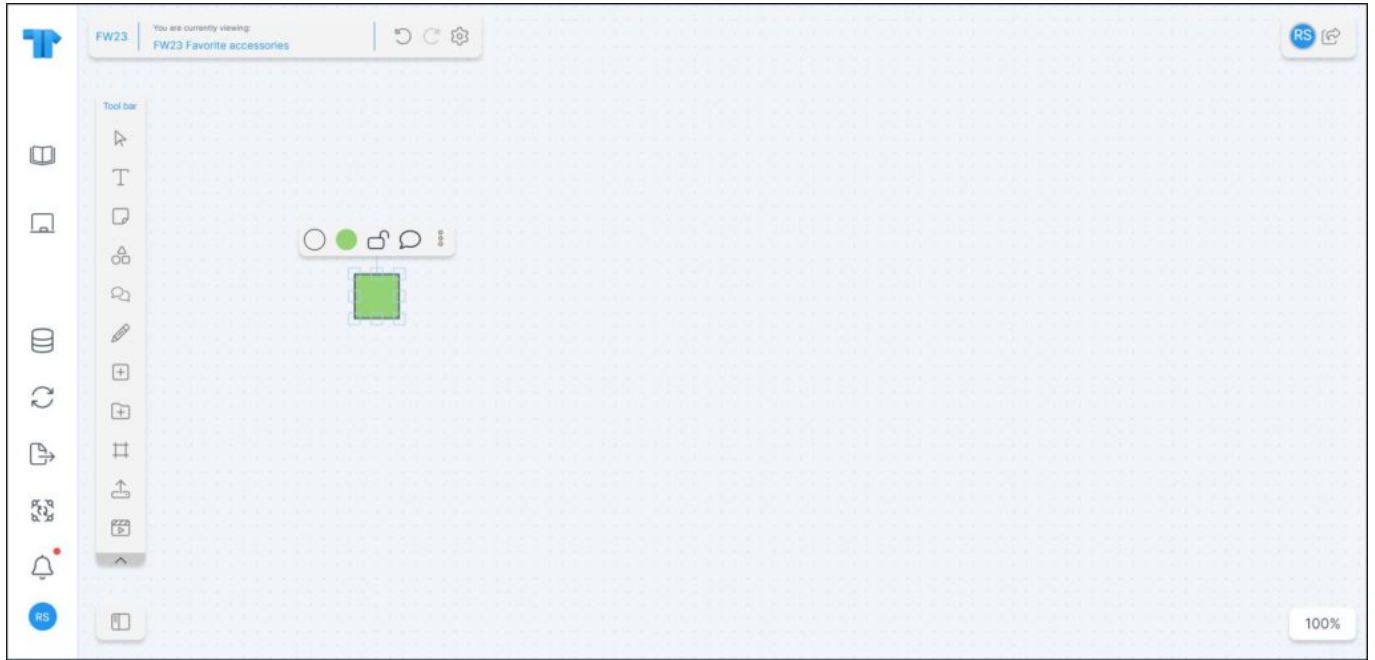 FW23
You are currently viewing:
FW23 Favorite accessories
RS
Tool bar
RS
100%